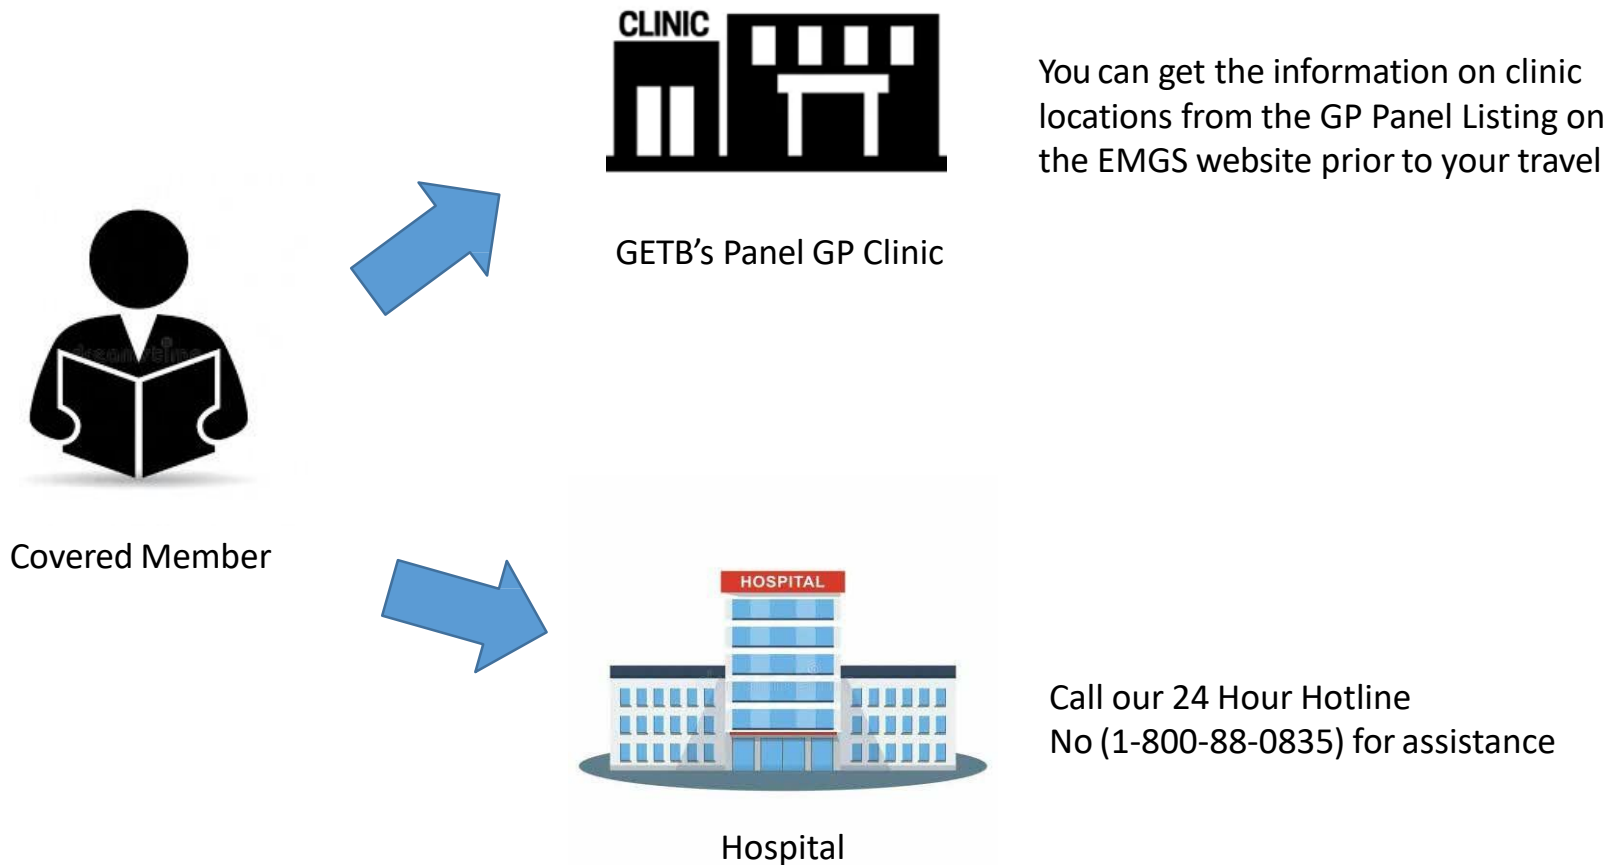 CLINIC
You can get the information on clinic
locations from the GP Panel Listing on
the EMGS website prior to your travel
GETB’s Panel GP Clinic
Covered Member
HOSPITAL
Call our 24 Hour Hotline
No (1-800-88-0835) for assistance
Hospital